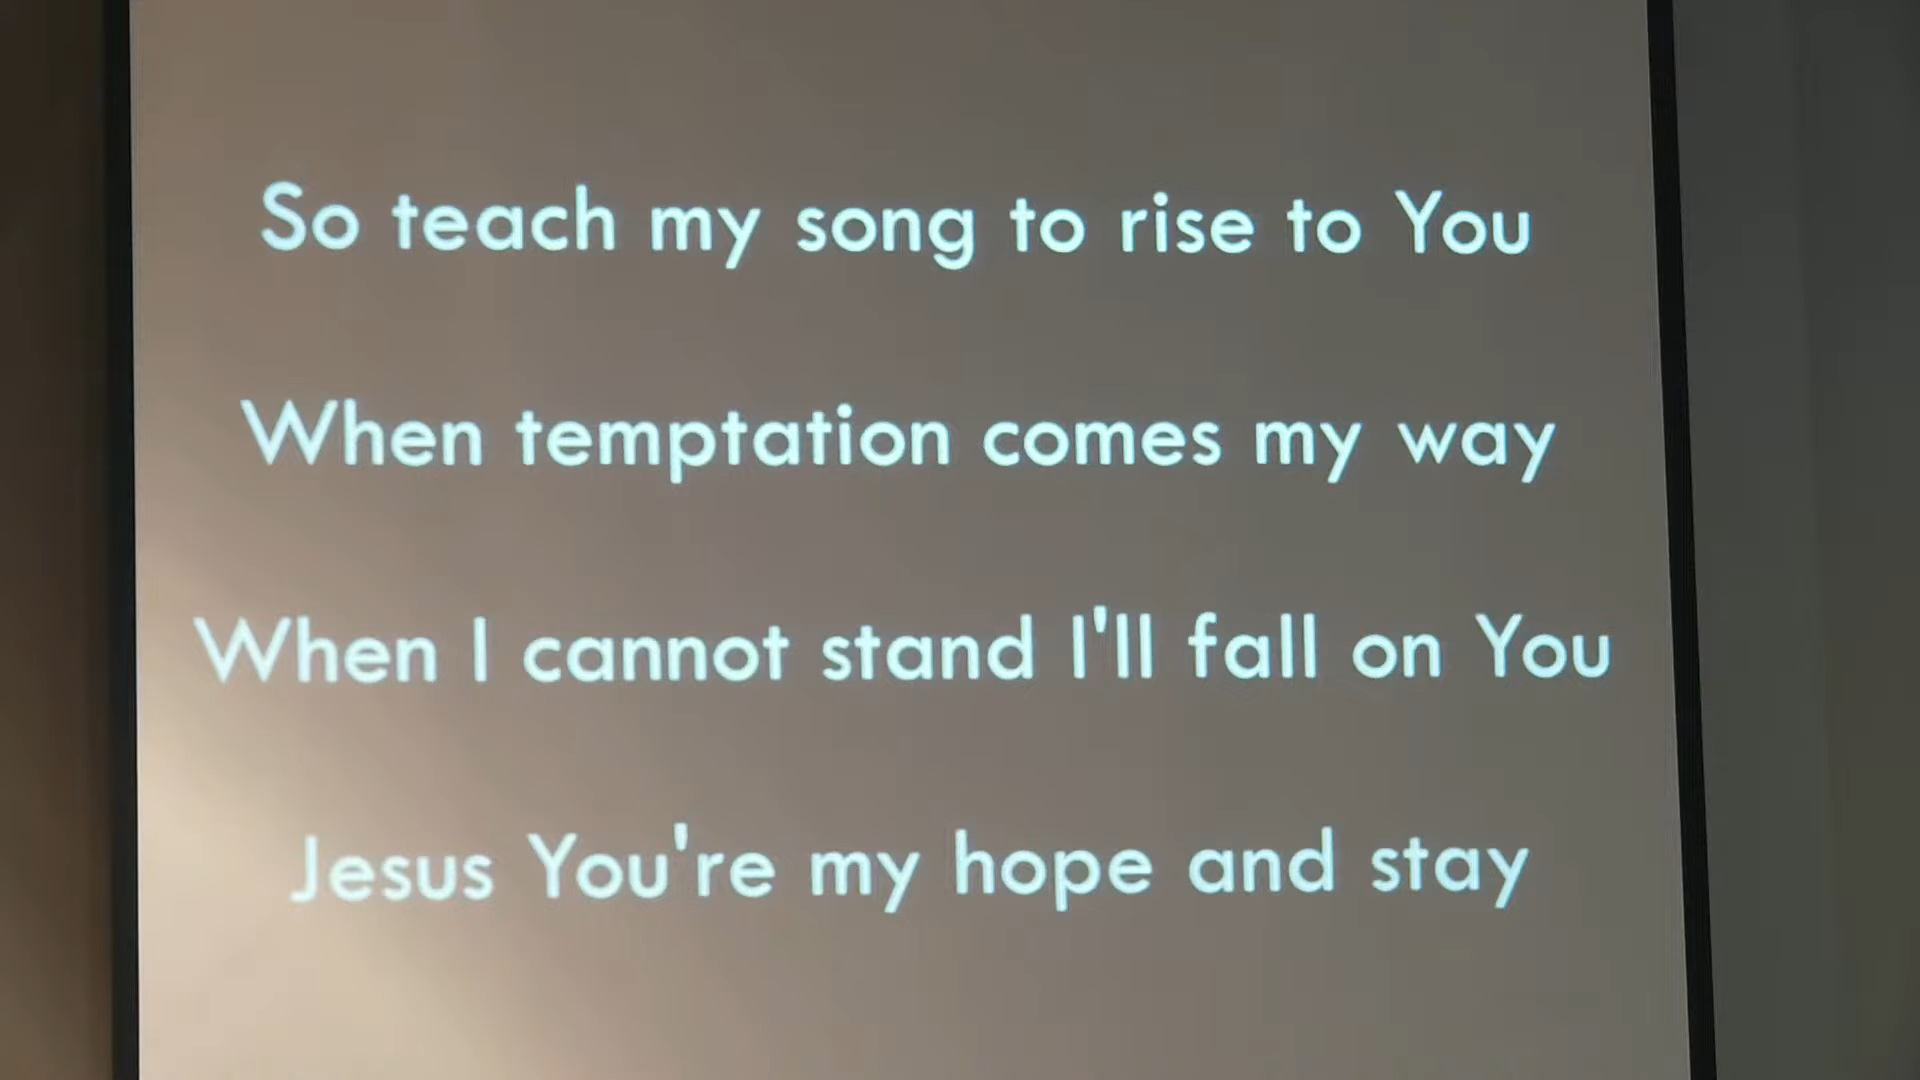 So teach my song to rise to You
When temptation comes my way
When I cannot stand I'll fall on You
Jesus You're my hope and stay